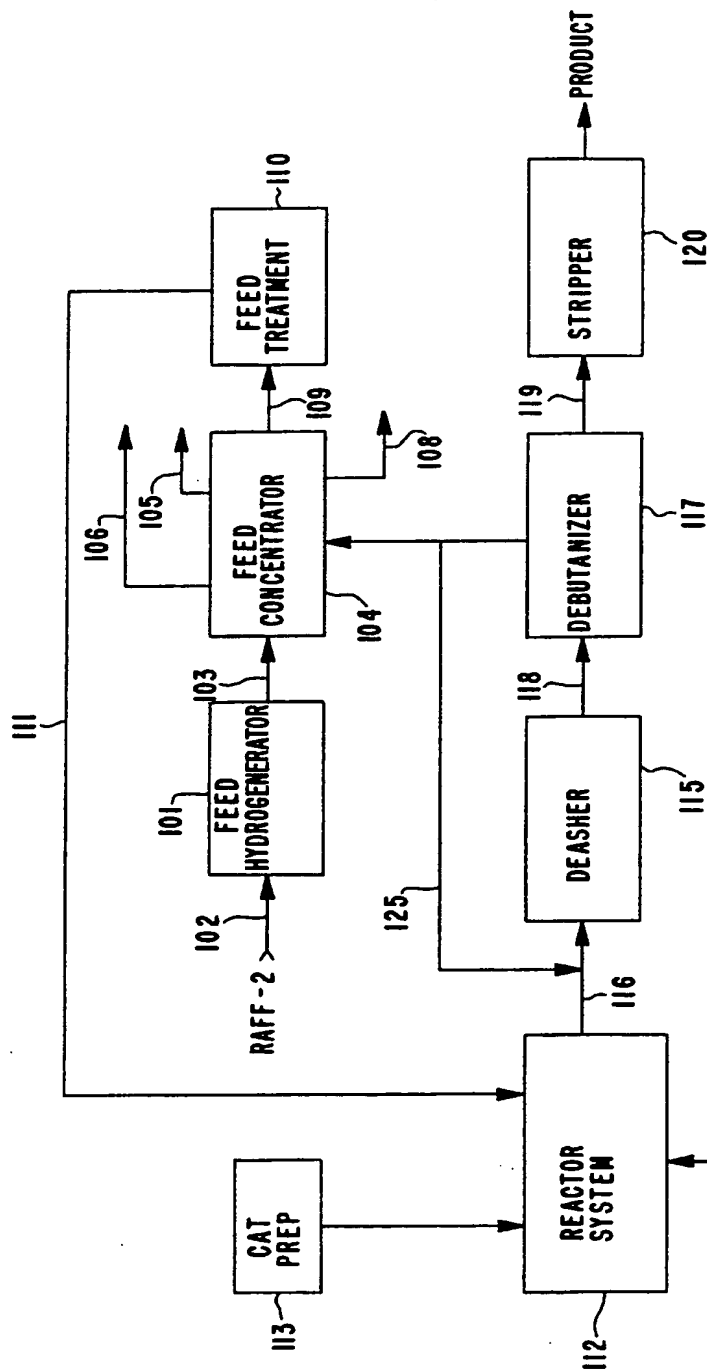 111
106
105
110
FEED
TREATMENT
101
FEED
HYDROGENERATOR
103
FEED
CONCENTRATOR
109
102
RAFF-2
104
108
CAT
PREP
113
125
REACTOR
SYSTEM
112
116
DEASHER
115
118
DEBUTANIZER
117
119
STRIPPER
120
PRODUCT